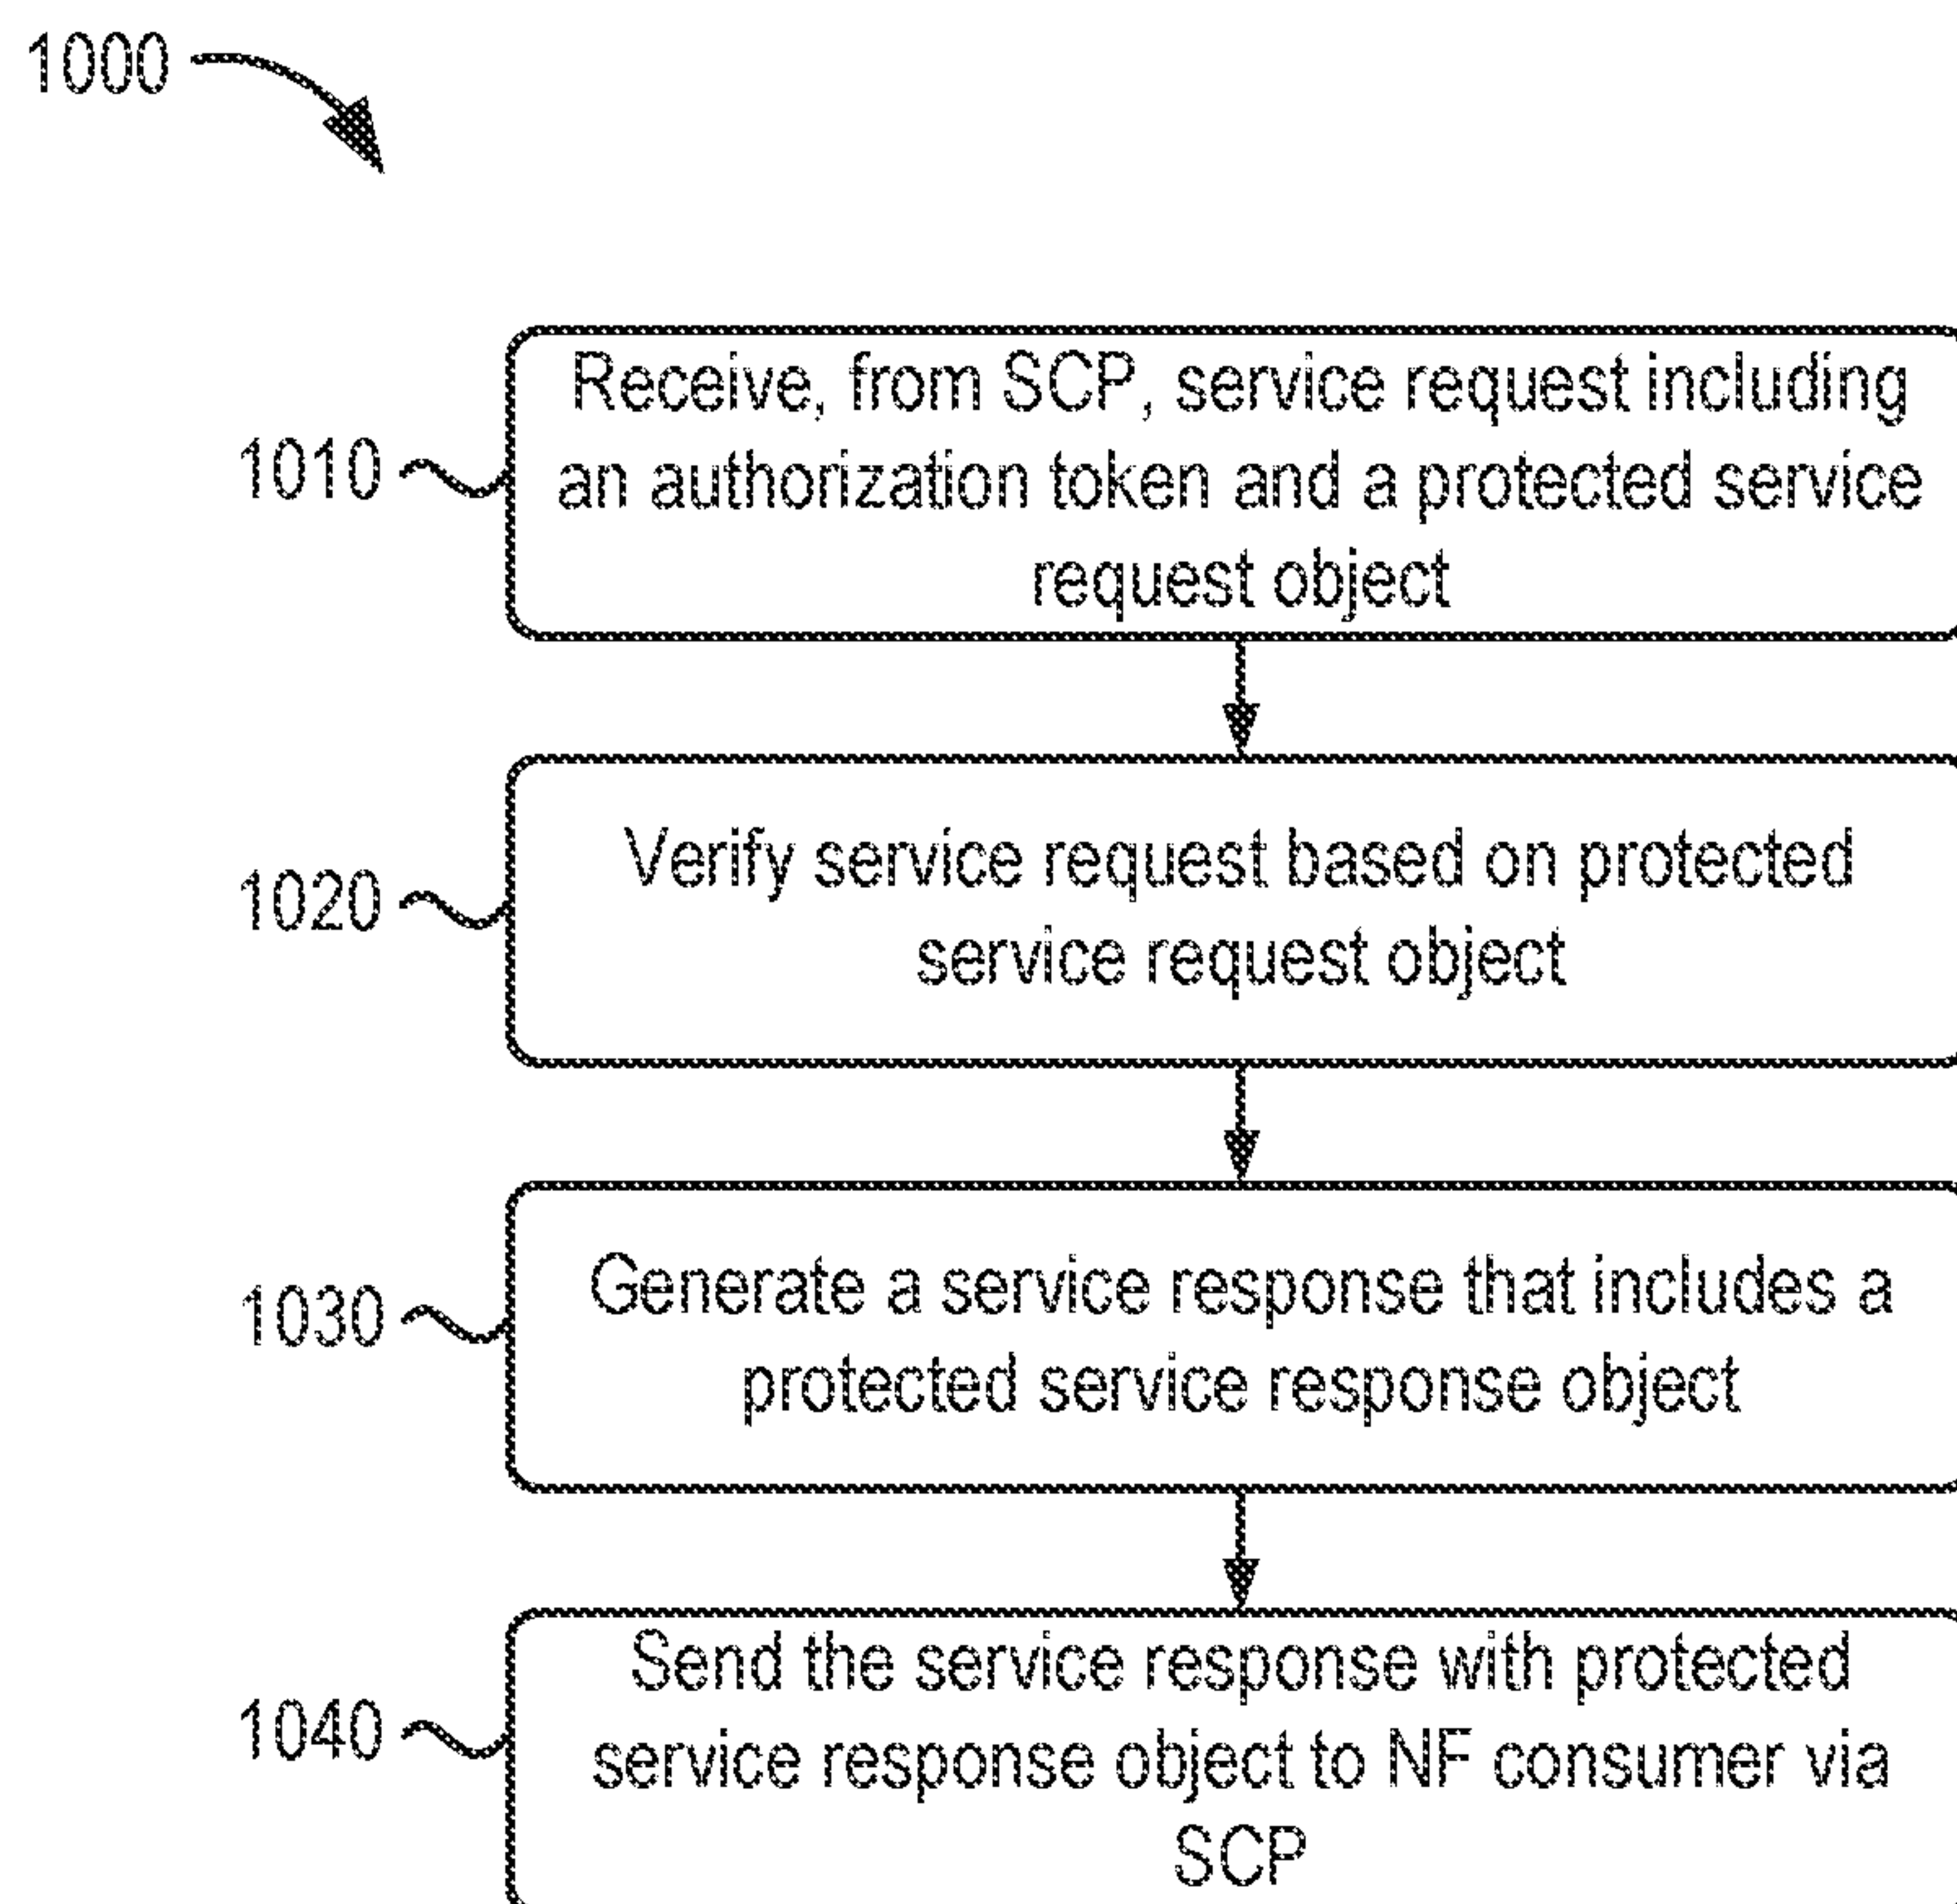 1000
Receive, from SCP, service request including
1010
an authorization token and a protected service
request object
Verify service request based on protected
1020
service request object
Generate a service response that includes a
1030
protected service response object
Send the service response with protected
1040
service response object to NF consumer via
SCP